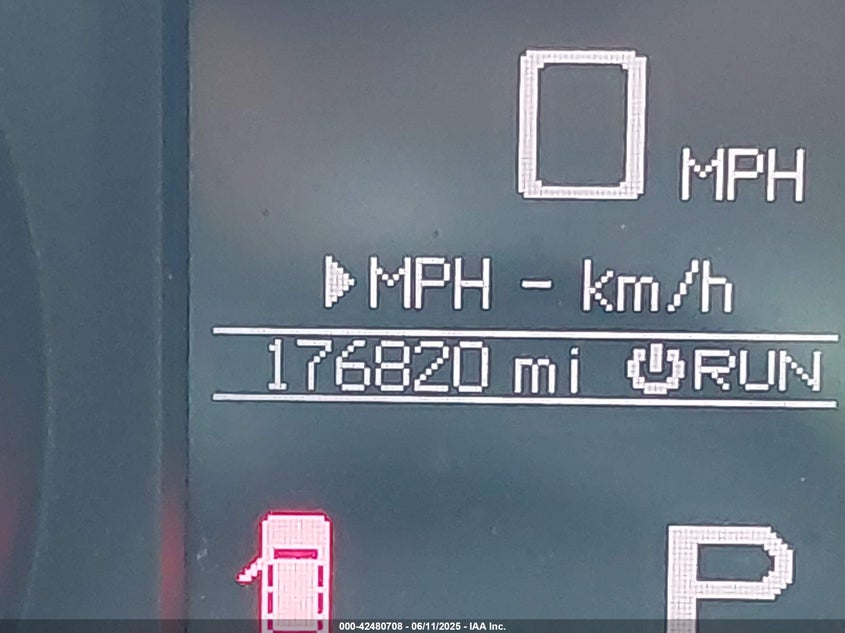 0 MPH
MPH - km/h
176820 mi RUN
P
000-42480708 - 06/11/2025 - IAA Inc.